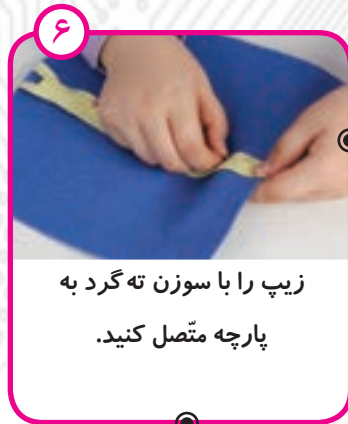 ۶
زیپ را با سوزن ته گرد به
پارچه متّصل کنید.